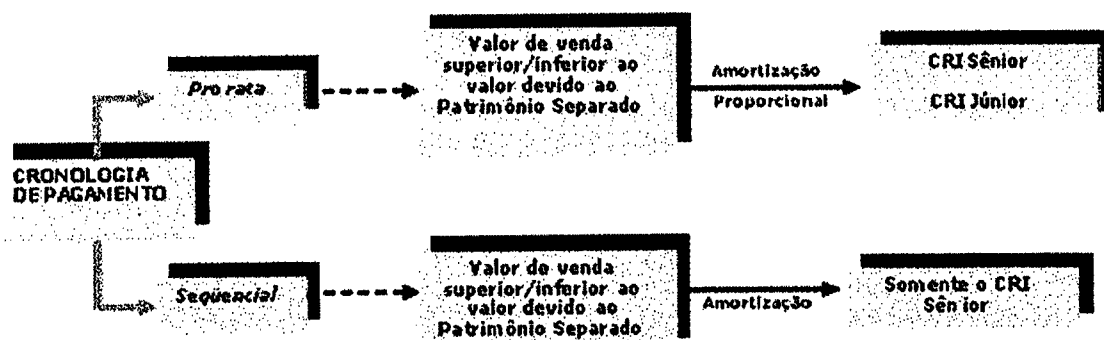 CRONOLOGIA
DE PAGAMENTO
Pro rata
Valor de venda
superior/inferior ao
valor devido ao
Patrimônio Separado
Amortização
Proporcional
CRI Sênior
CRI Júnior
Seqüencial
Valor de venda
superior/inferior ao
valor devido ao
Patrimônio Separado
Amortização
Somente o CRI
Sênior